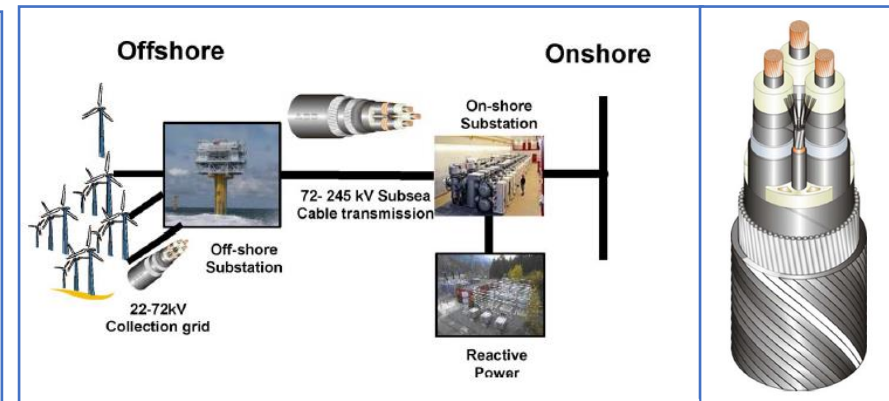 Offshore
Onshore
On-shore
Substation
72- 245 kV Subsea
Cable transmission
Off-shore
Substation
22-72kV
Collection grid
Reactive
Power